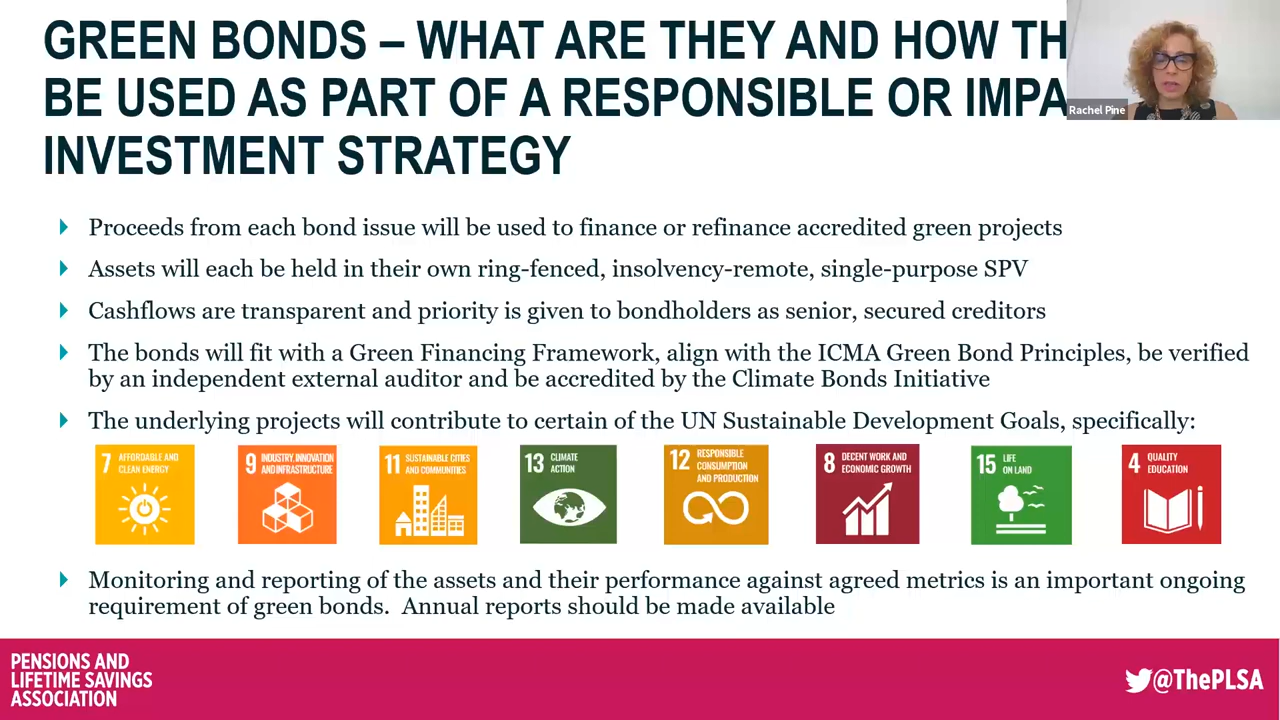 GREEN BONDS – WHAT ARE THEY AND HOW TH
BE USED AS PART OF A RESPONSIBLE OR IMPA
INVESTMENT STRATEGY
Rachel Pine
Proceeds from each bond issue will be used to finance or refinance accredited green projects
Assets will each be held in their own ring-fenced, insolvency-remote, single-purpose SPV
Cashflows are transparent and priority is given to bondholders as senior, secured creditors
The bonds will fit with a Green Financing Framework, align with the ICMA Green Bond Principles, be verified
by an independent external auditor and be accredited by the Climate Bonds Initiative
The underlying projects will contribute to certain of the UN Sustainable Development Goals, specifically:
7 AFFORDABLE AND
CLEAN ENERGY
9 INDUSTRY, INNOVATION
AND INFRASTRUCTURE
11 SUSTAINABLE CITIES
AND COMMUNITIES
13 CLIMATE
ACTION
12 RESPONSIBLE
CONSUMPTION
AND PRODUCTION
8 DECENT WORK AND
ECONOMIC GROWTH
15 LIFE
ON LAND
4 QUALITY
EDUCATION
Monitoring and reporting of the assets and their performance against agreed metrics is an important ongoing
requirement of green bonds.  Annual reports should be made available
PENSIONS AND
LIFETIME SAVINGS
ASSOCIATION
@ThePLSA